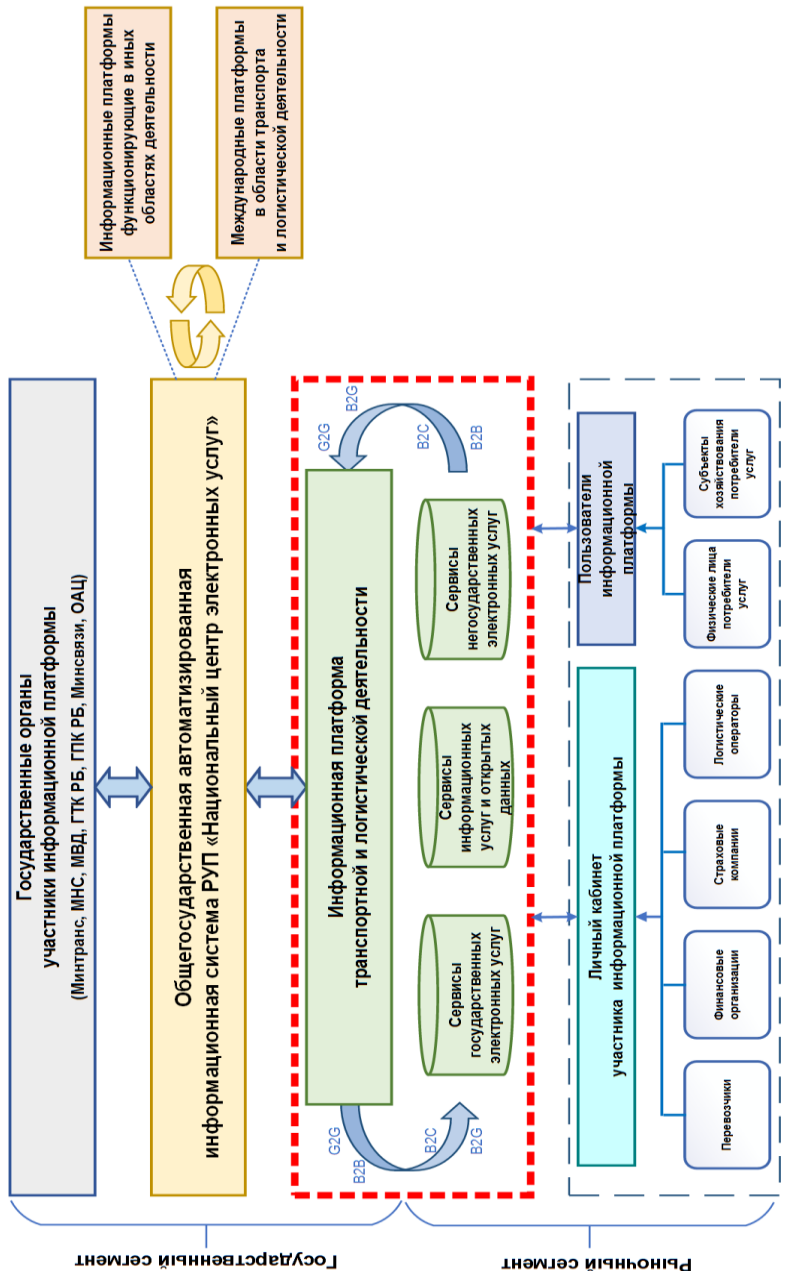 Государственные органы
участники информационной платформы
(Минтранс, МНС, МВД, ГТК РБ, ГПК РБ, Минсвязи, ОАЦ)
Общегосударственная автоматизированная
информационная система РУП «Национальный центр электронных услуг»
Информационные платформы
функционирующие в иных
областях деятельности
Международные платформы
в области транспорта
и логистической деятельности
Информационная платформа
транспортной и логистической деятельности
G2G
B2B
B2C
B2G
G2G
B2G
B2C
B2B
Сервисы
государственных
электронных услуг
Сервисы
информационных
услуг и открытых
данных
Сервисы
негосударственных
электронных услуг
Личный кабинет
участника информационной платформы
Пользователи
информационной
платформы
Перевозчики
Финансовые
организации
Страховые
компании
Логистические
операторы
Физические лица
потребители
услуг
Субъекты
хозяйствования
потребители
услуг
Государственный сегмент
Рыночный сегмент